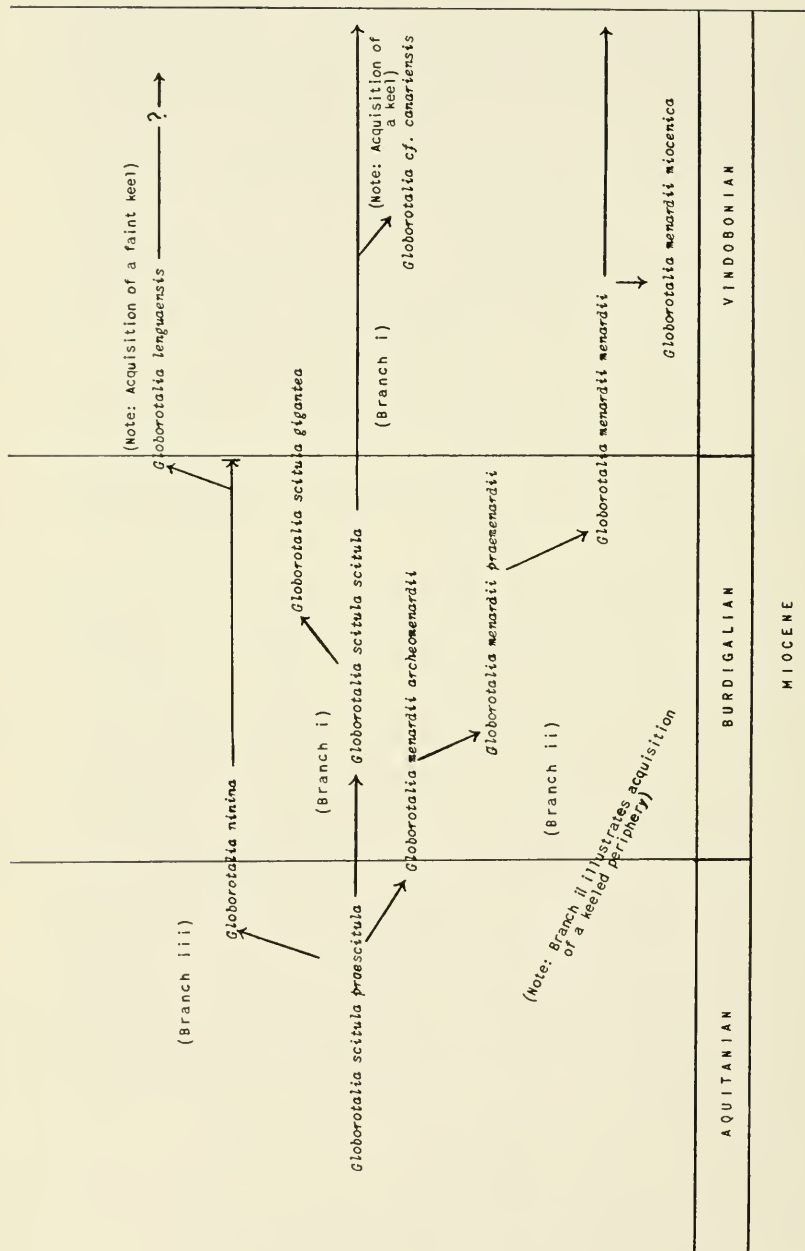 (Note: Acquisition of a faint keel)
Globorotalia lenguaensis
?
(Branch iii)
Globorotalia minima
Globorotalia scitula gigantea
(Branch i)
Globorotalia scitula praescitula
Globorotalia scitula scitula
(Branch i)
(Note: Acquisition of
a keel)
Globorotalia cf. canariensis
Globorotalia menardii archeomenardii
Globorotalia menardii praemenardii
(Branch ii)
(Note: Branch ii illustrates acquisition
of a keeled periphery)
Globorotalia menardii menardii
Globorotalia menardii miocenica
AQUITANIAN
BURDIGALIAN
VINDOBONIAN
MIOCENE